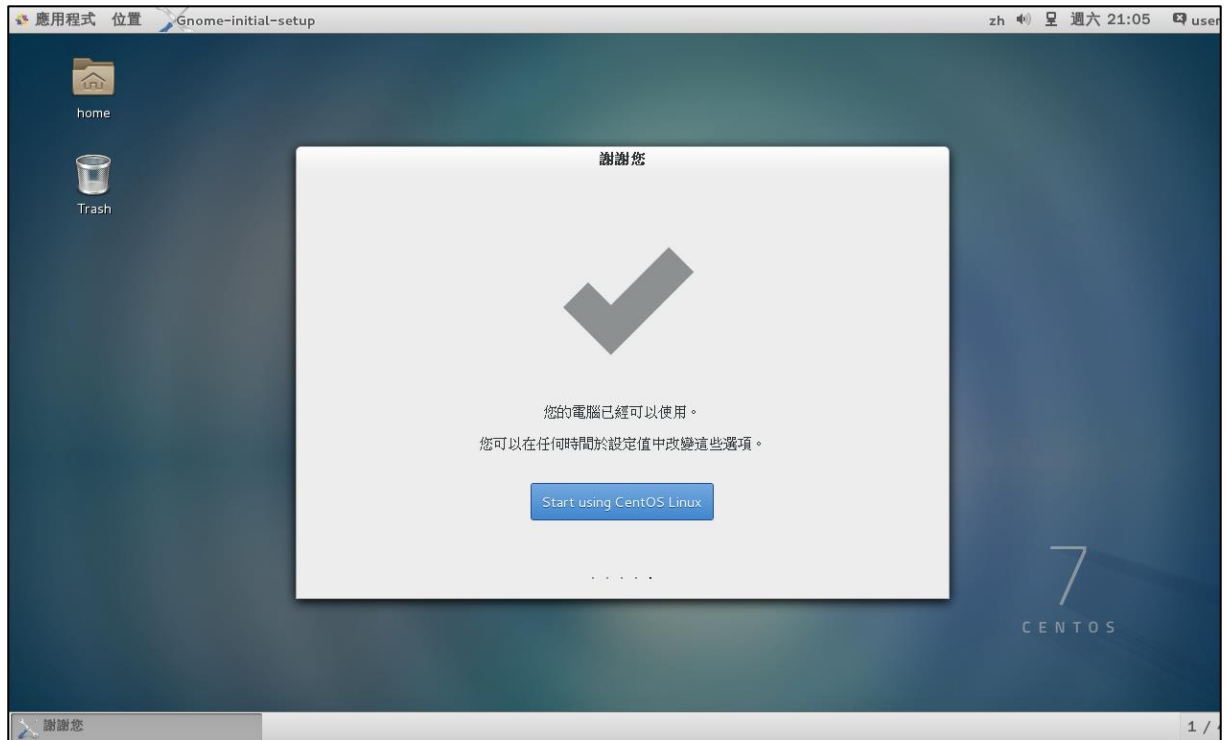 應用程式 位置 Gnome-initial-setup zh 週六 21:05 user
home
Trash
謝謝您
您的電腦已經可以使用。
您可以在任何時間於設定值中改變這些選項。
Start using CentOS Linux
7
CENTOS
謝謝您 1 /